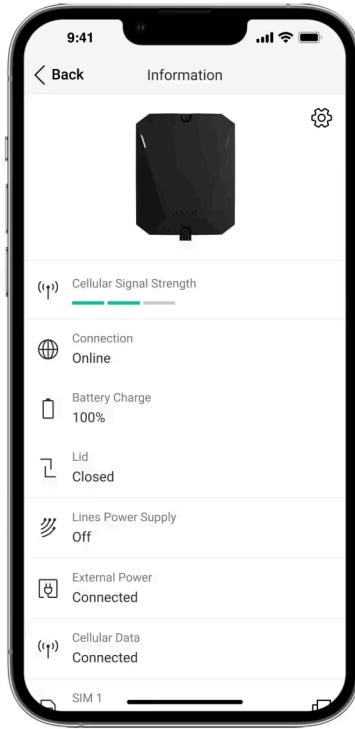 9:41
Back
Information
AJAX
Cellular Signal Strength
Connection
Online
Battery Charge
100%
Lid
Closed
Lines Power Supply
Off
External Power
Connected
Cellular Data
Connected
SIM 1